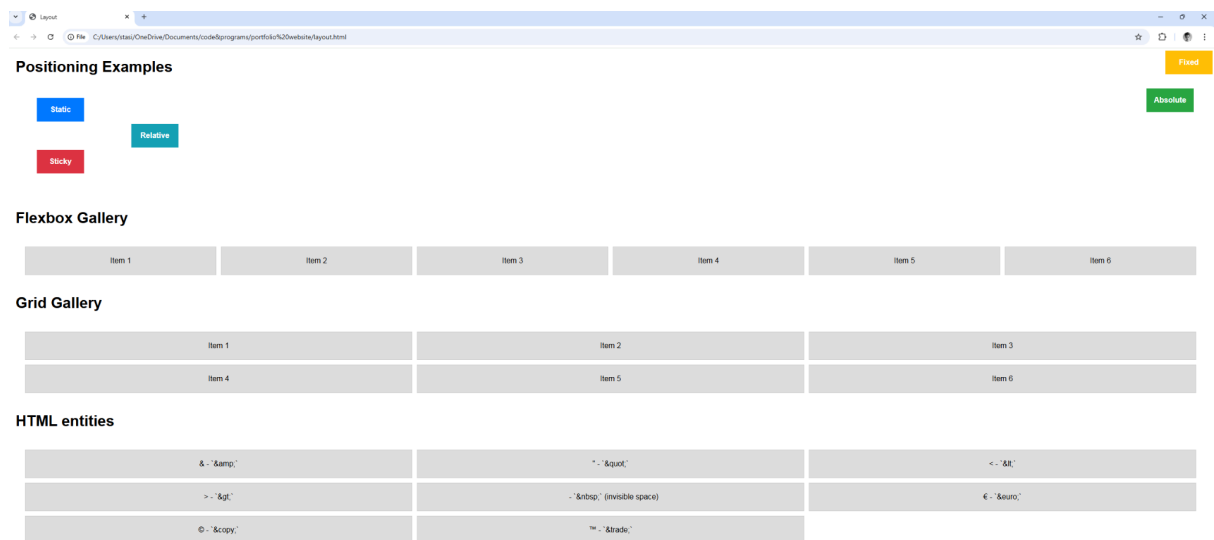 Layout
File C:/Users/stasi/OneDrive/Documents/code&programs/portfolio%20website/layout.html
Positioning Examples
Fixed
Static
Absolute
Relative
Sticky
Flexbox Gallery
Item 1 Item 2 Item 3 Item 4 Item 5 Item 6
Grid Gallery
Item 1 Item 2 Item 3
Item 4 Item 5 Item 6
HTML entities
& - `&amp;` " - `&quot;` < - `&lt;`
> - `&gt;` - `&nbsp;` (invisible space) € - `&euro;`
© - `&copy;` ™ - `&trade;`